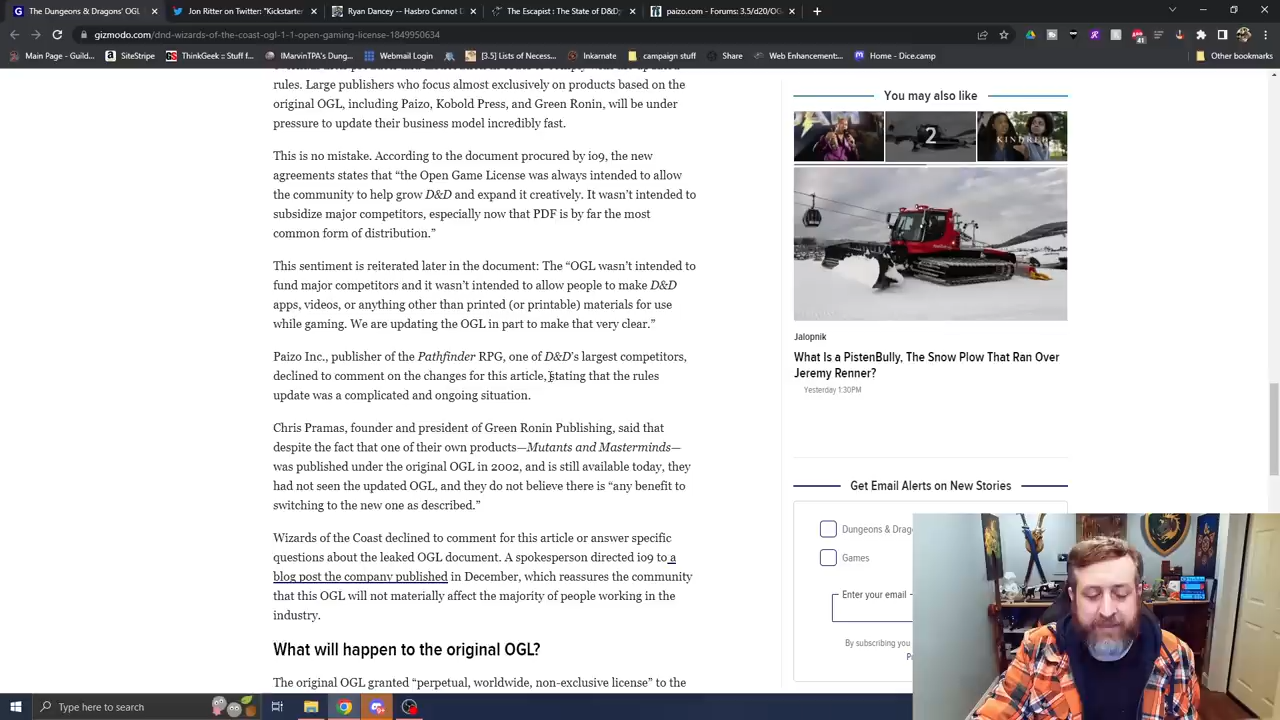 Dungeons & Dragons' OGL
Jon Ritter on Twitter: "Kickstarter
Ryan Dancey -- Hasbro Cannot D
The Escapist : The State of D&D:
paizo.com - Forums: 3.5/d20/OG
gizmodo.com/dnd-wizards-of-the-coast-ogl-1-1-open-gaming-license-1849950634
Main Page - Guild...
SiteStripe
ThinkGeek :: Stuff f...
IMarvinTPA's Dung...
Webmail Login
[3.5] Lists of Necess...
Inkarnate
campaign stuff
Share
Web Enhancement:...
Home - Dice.camp
Other bookmarks
rules. Large publishers who focus almost exclusively on products based on the
original OGL, including Paizo, Kobold Press, and Green Ronin, will be under
pressure to update their business model incredibly fast.
This is no mistake. According to the document procured by io9, the new
agreements states that “the Open Game License was always intended to allow
the community to help grow D&D and expand it creatively. It wasn’t intended to
subsidize major competitors, especially now that PDF is by far the most
common form of distribution.”
This sentiment is reiterated later in the document: The “OGL wasn’t intended to
fund major competitors and it wasn’t intended to allow people to make D&D
apps, videos, or anything other than printed (or printable) materials for use
while gaming. We are updating the OGL in part to make that very clear.”
Paizo Inc., publisher of the Pathfinder RPG, one of D&D’s largest competitors,
declined to comment on the changes for this article, stating that the rules
update was a complicated and ongoing situation.
Chris Pramas, founder and president of Green Ronin Publishing, said that
despite the fact that one of their own products—Mutants and Masterminds—
was published under the original OGL in 2002, and is still available today, they
had not seen the updated OGL, and they do not believe there is “any benefit to
switching to the new one as described.”
Wizards of the Coast declined to comment for this article or answer specific
questions about the leaked OGL document. A spokesperson directed io9 to a
blog post the company published in December, which reassures the community
that this OGL will not materially affect the majority of people working in the
industry.
What will happen to the original OGL?
The original OGL granted “perpetual, worldwide, non-exclusive license” to the
You may also like
2
KINDRED
Jalopnik
What Is a PistenBully, The Snow Plow That Ran Over
Jeremy Renner?
Yesterday 1:30PM
Get Email Alerts on New Stories
Dungeons & Drag
Games
Enter your email
By subscribing you
Type here to search